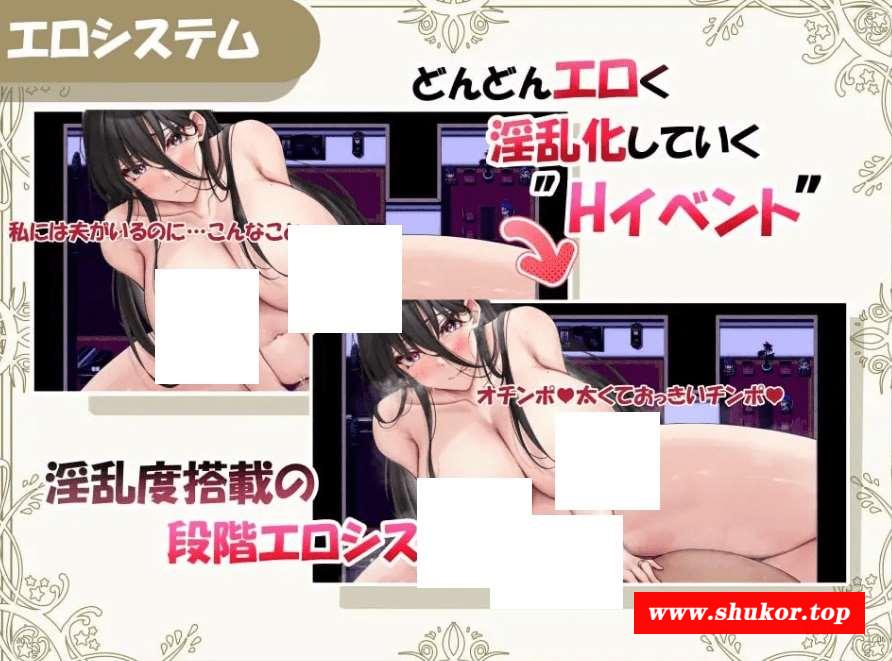 エロシステム
どんどんエロく
淫乱化していく
"Hイベント"
私には夫がいるのに…こんなこ
オチンポ♥太くておっきいチンポ♥
淫乱度搭載の
段階エロシス
www.shukor.top